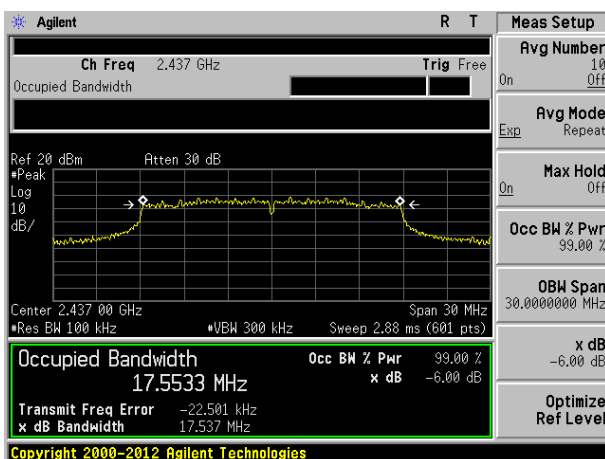 Agilent R T
Ch Freq 2.437 GHz Trig Free
Occupied Bandwidth
Ref 20 dBm Atten 30 dB
#Peak
Log
10
dB/
Center 2.437 00 GHz Span 30 MHz
#Res BW 100 kHz #VBW 300 kHz Sweep 2.88 ms (601 pts)
Occupied Bandwidth Occ BW % Pwr 99.00 %
17.5533 MHz x dB -6.00 dB
Transmit Freq Error -22.501 kHz
x dB Bandwidth 17.537 MHz
Copyright 2000-2012 Agilent Technologies
Meas Setup
Avg Number
10
On Off
Avg Mode
Exp Repeat
Max Hold
On Off
Occ BW % Pwr
99.00 %
OBW Span
30.0000000 MHz
x dB
-6.00 dB
Optimize
Ref Level